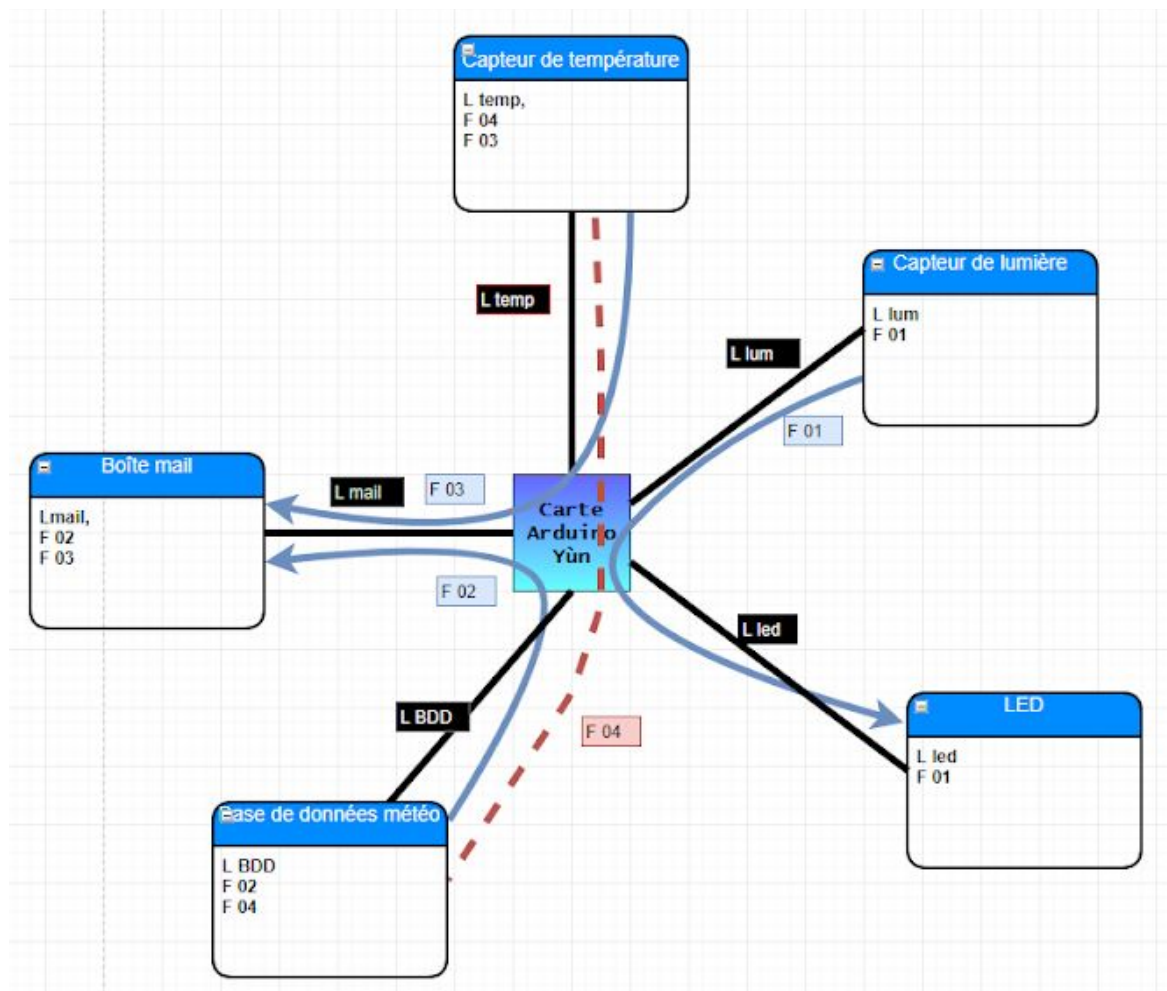 Capteur de température
L temp,
F 04
F 03
L temp
Capteur de lumière
L lum
F 01
L lum
F 01
Boîte mail
Lmail,
F 02
F 03
L mail
F 03
Carte
Arduino
Yùn
F 02
L led
L BDD
F 04
LED
L led
F 01
Base de données météo
L BDD
F 02
F 04